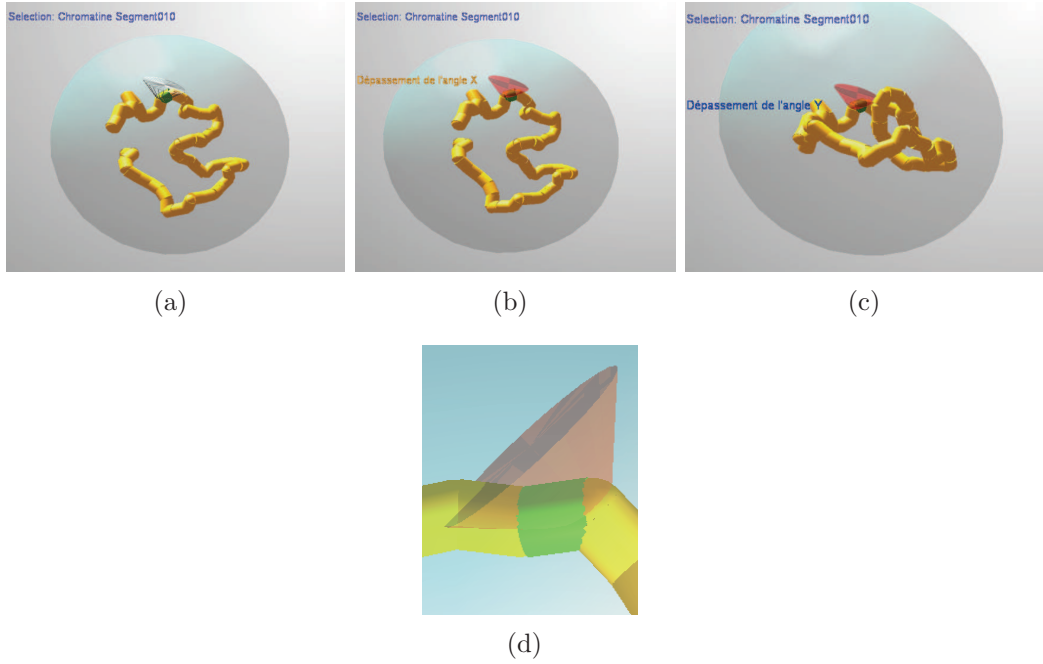 Selection: Chromatine Segment010
Selection: Chromatine Segment010
Dépassement de l'angle X
Selection: Chromatine Segment010
Dépassement de l'angle Y
(a)
(b)
(c)
(d)